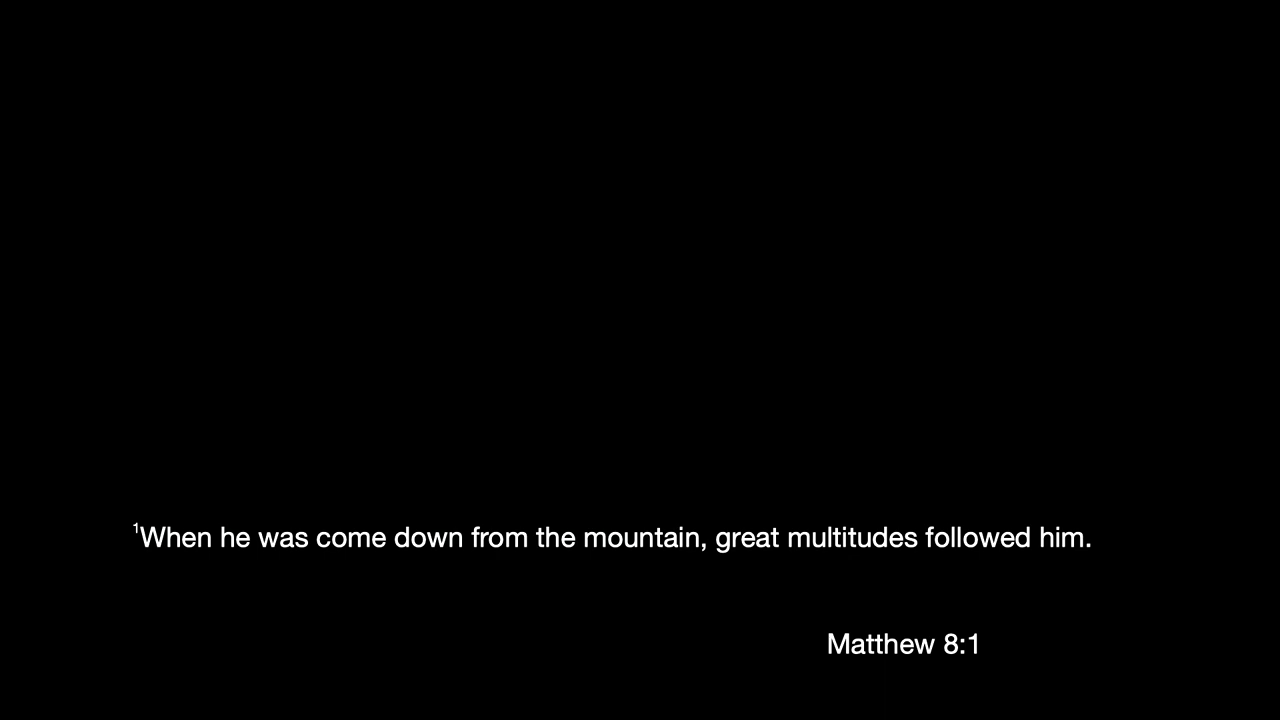 ¹When he was come down from the mountain, great multitudes followed him.
Matthew 8:1